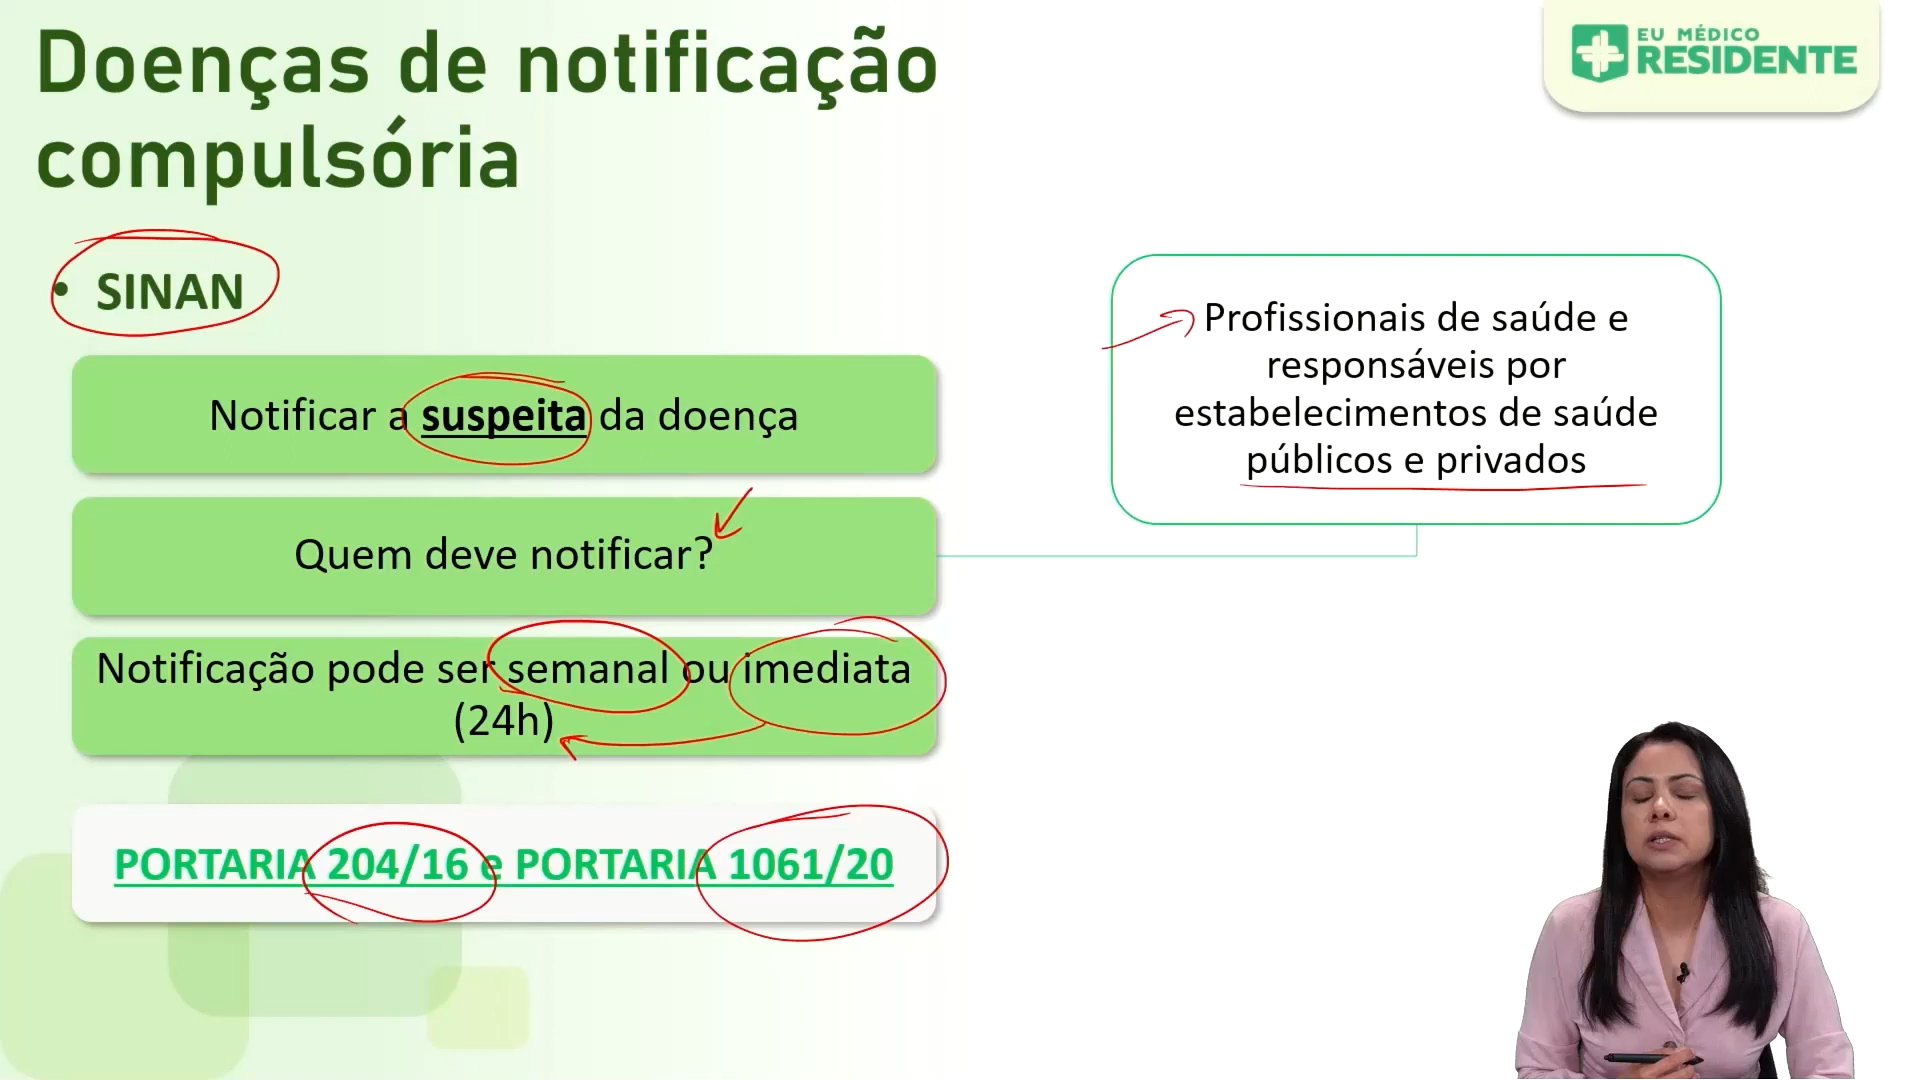 Doenças de notificação
compulsória
EU MÉDICO
RESIDENTE
• SINAN
Notificar a suspeita da doença
Quem deve notificar?
Notificação pode ser semanal ou imediata
(24h)
PORTARIA 204/16 e PORTARIA 1061/20
Profissionais de saúde e
responsáveis por
estabelecimentos de saúde
públicos e privados